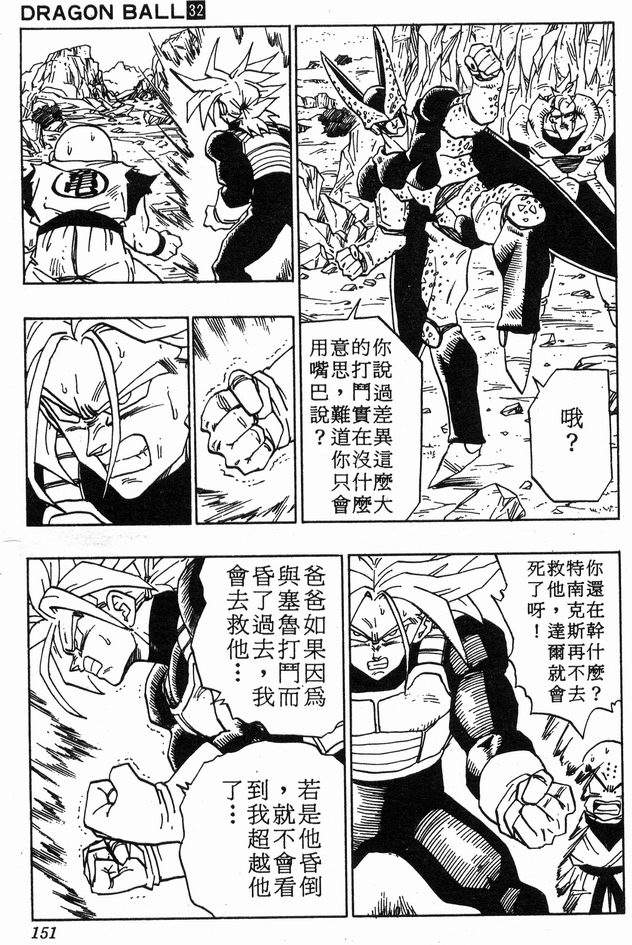 DRAGON BALL 32
哦？
你說過差異這麼大
的打鬥實在沒什麼
意思，難道你只會
用嘴巴說？
你還在幹什麼？
特南克斯再不去
救他，達爾就會
死了呀！
爸爸如果因為
與塞魯打鬥而
昏了過去，我
會去救他…
若是他昏倒
，就不會看
到我超越他
了…
151